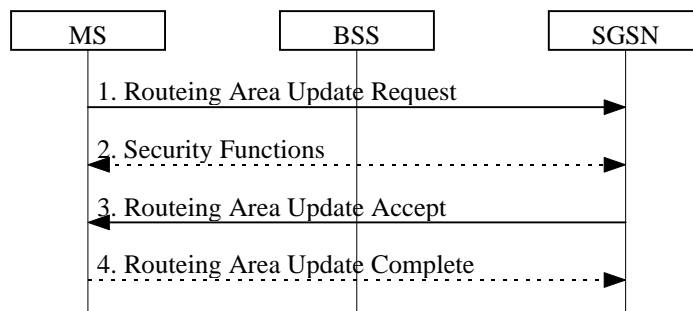 MS
BSS
SGSN
1. Routeing Area Update Request
2. Security Functions
3. Routeing Area Update Accept
4. Routeing Area Update Complete